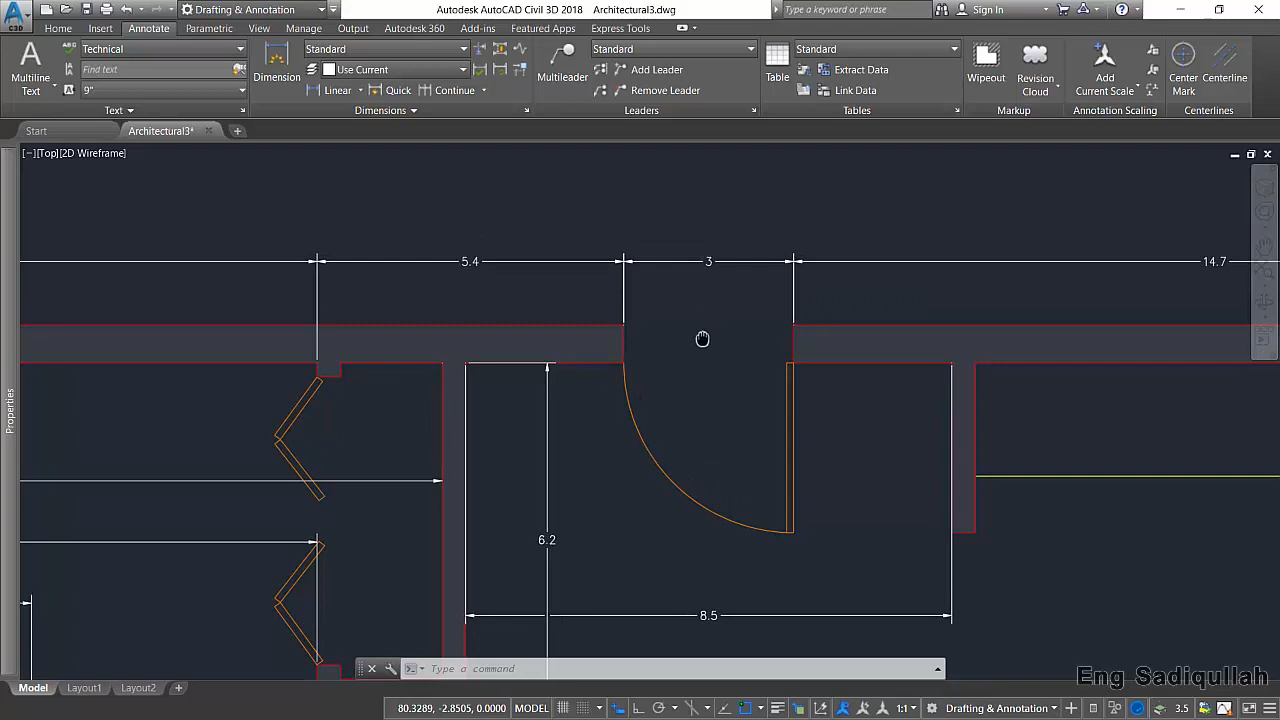 A
C3D
Drafting & Annotation
Autodesk AutoCAD Civil 3D 2018 Architectural3.dwg
Type a keyword or phrase
Sign In
Home Insert Annotate Parametric View Manage Output Autodesk 360 Add-ins Featured Apps Express Tools
Multiline Text
Technical
Find text
9"
Text
Dimension
Standard
Use Current
Linear Quick Continue
Dimensions
Multileader
Standard
Add Leader
Remove Leader
Leaders
Table
Standard
Extract Data
Link Data
Tables
Wipeout
Revision Cloud
Markup
Add Current Scale
Annotation Scaling
Center Mark
Centerline
Centerlines
Start Architectural3*
[−][Top][2D Wireframe]
5.4 3 14.7
6.2
8.5
Properties
Type a command
Eng Sadiqullah
Model Layout1 Layout2
80.3289, -2.8505, 0.0000 MODEL 1:1 Drafting & Annotation 3.5